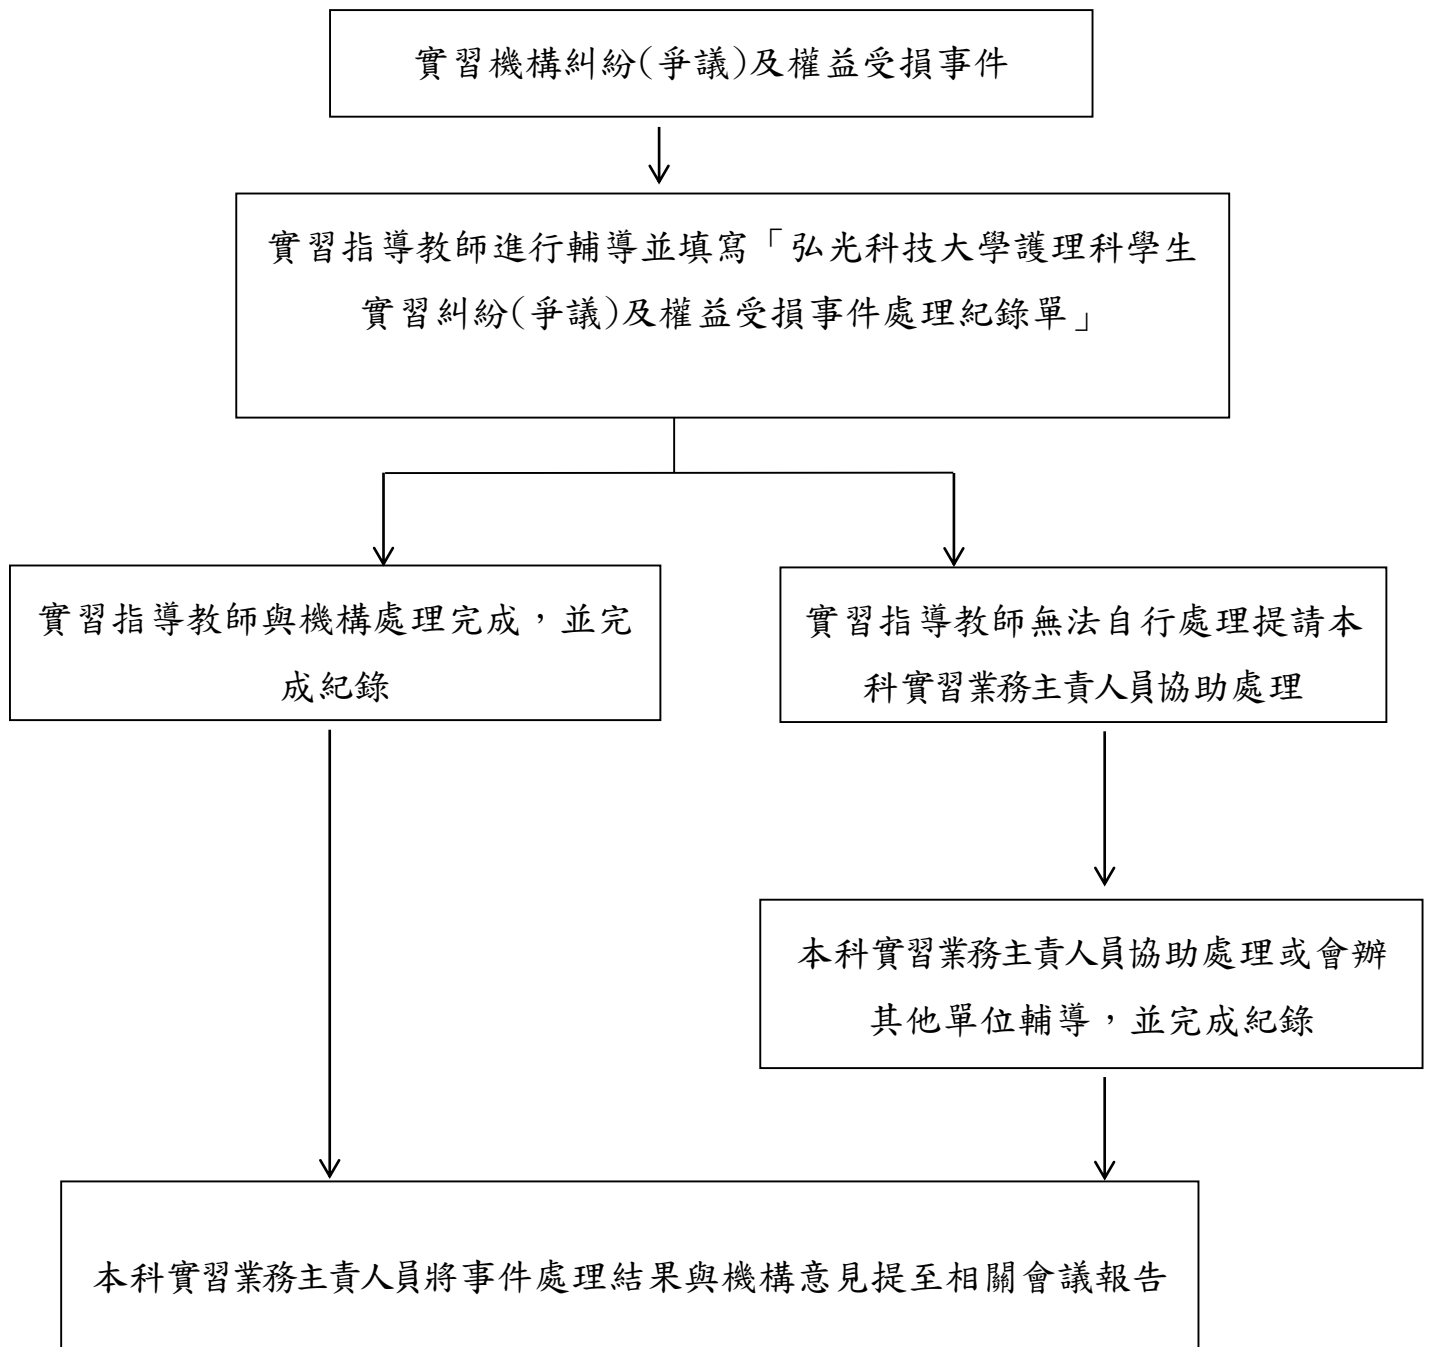 實習機構糾紛(爭議)及權益受損事件
實習指導教師進行輔導並填寫「弘光科技大學護理科學生
實習糾紛(爭議)及權益受損事件處理紀錄單」
實習指導教師與機構處理完成，並完
成紀錄
實習指導教師無法自行處理提請本
科實習業務主責人員協助處理
本科實習業務主責人員協助處理或會辦
其他單位輔導，並完成紀錄
本科實習業務主責人員將事件處理結果與機構意見提至相關會議報告